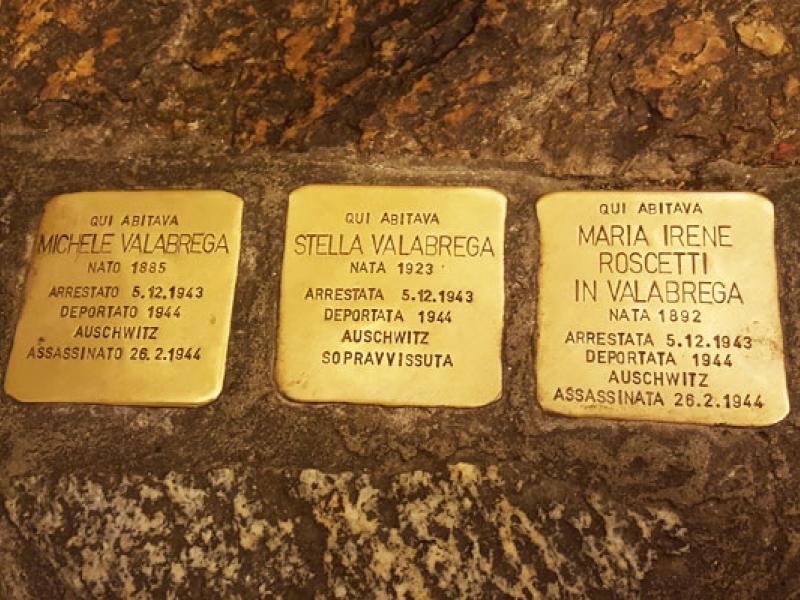 QUI ABITAVA
MICHELE VALABREGA
NATO 1885
ARRESTATO 5.12.1943
DEPORTATO 1944
AUSCHWITZ
ASSASSINATO 26.2.1944
QUI ABITAVA
STELLA VALABREGA
NATA 1923
ARRESTATA 5.12.1943
DEPORTATA 1944
AUSCHWITZ
SOPRAVVISSUTA
QUI ABITAVA
MARIA IRENE
ROSCETTI
IN VALABREGA
NATA 1892
ARRESTATA 5.12.1943
DEPORTATA 1944
AUSCHWITZ
ASSASSINATA 26.2.1944